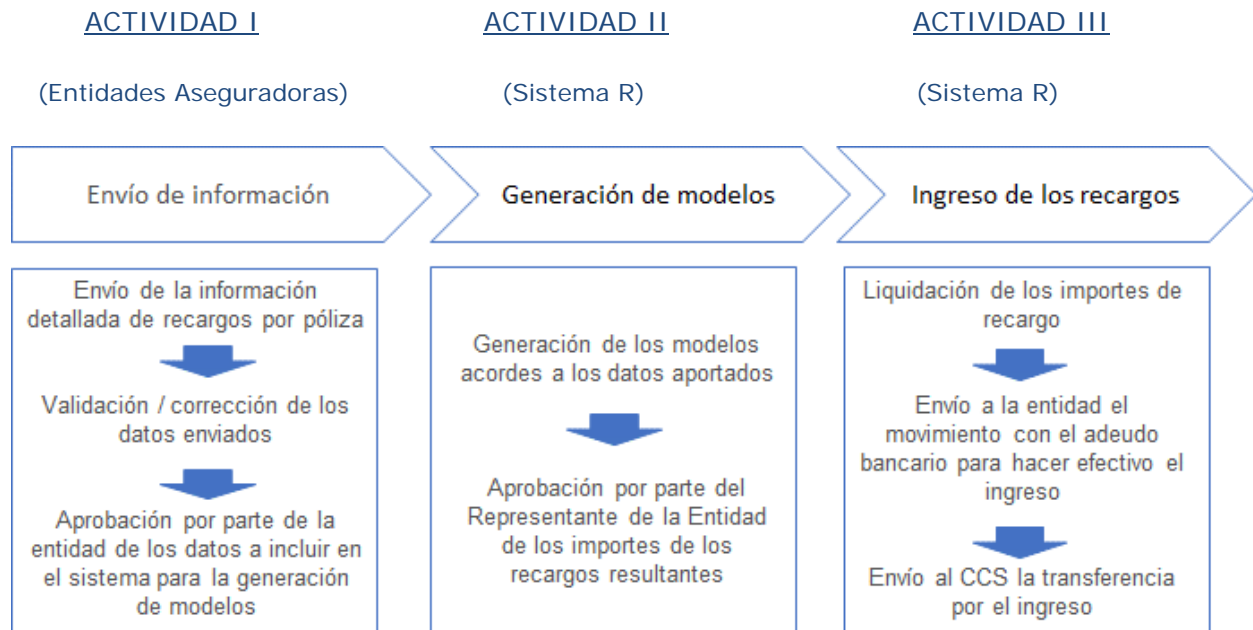 ACTIVIDAD I
ACTIVIDAD II
ACTIVIDAD III
(Entidades Aseguradoras)
(Sistema R)
(Sistema R)
Envío de información
Generación de modelos
Ingreso de los recargos
Envío de la información
detallada de recargos por póliza
Validación / corrección de los
datos enviados
Aprobación por parte de la
entidad de los datos a incluir en
el sistema para la generación
de modelos
Generación de los modelos
acordes a los datos aportados
Aprobación por parte del
Representante de la Entidad
de los importes de los
recargos resultantes
Liquidación de los importes de
recargo
Envío a la entidad el
movimiento con el adeudo
bancario para hacer efectivo el
ingreso
Envío al CCS la transferencia
por el ingreso